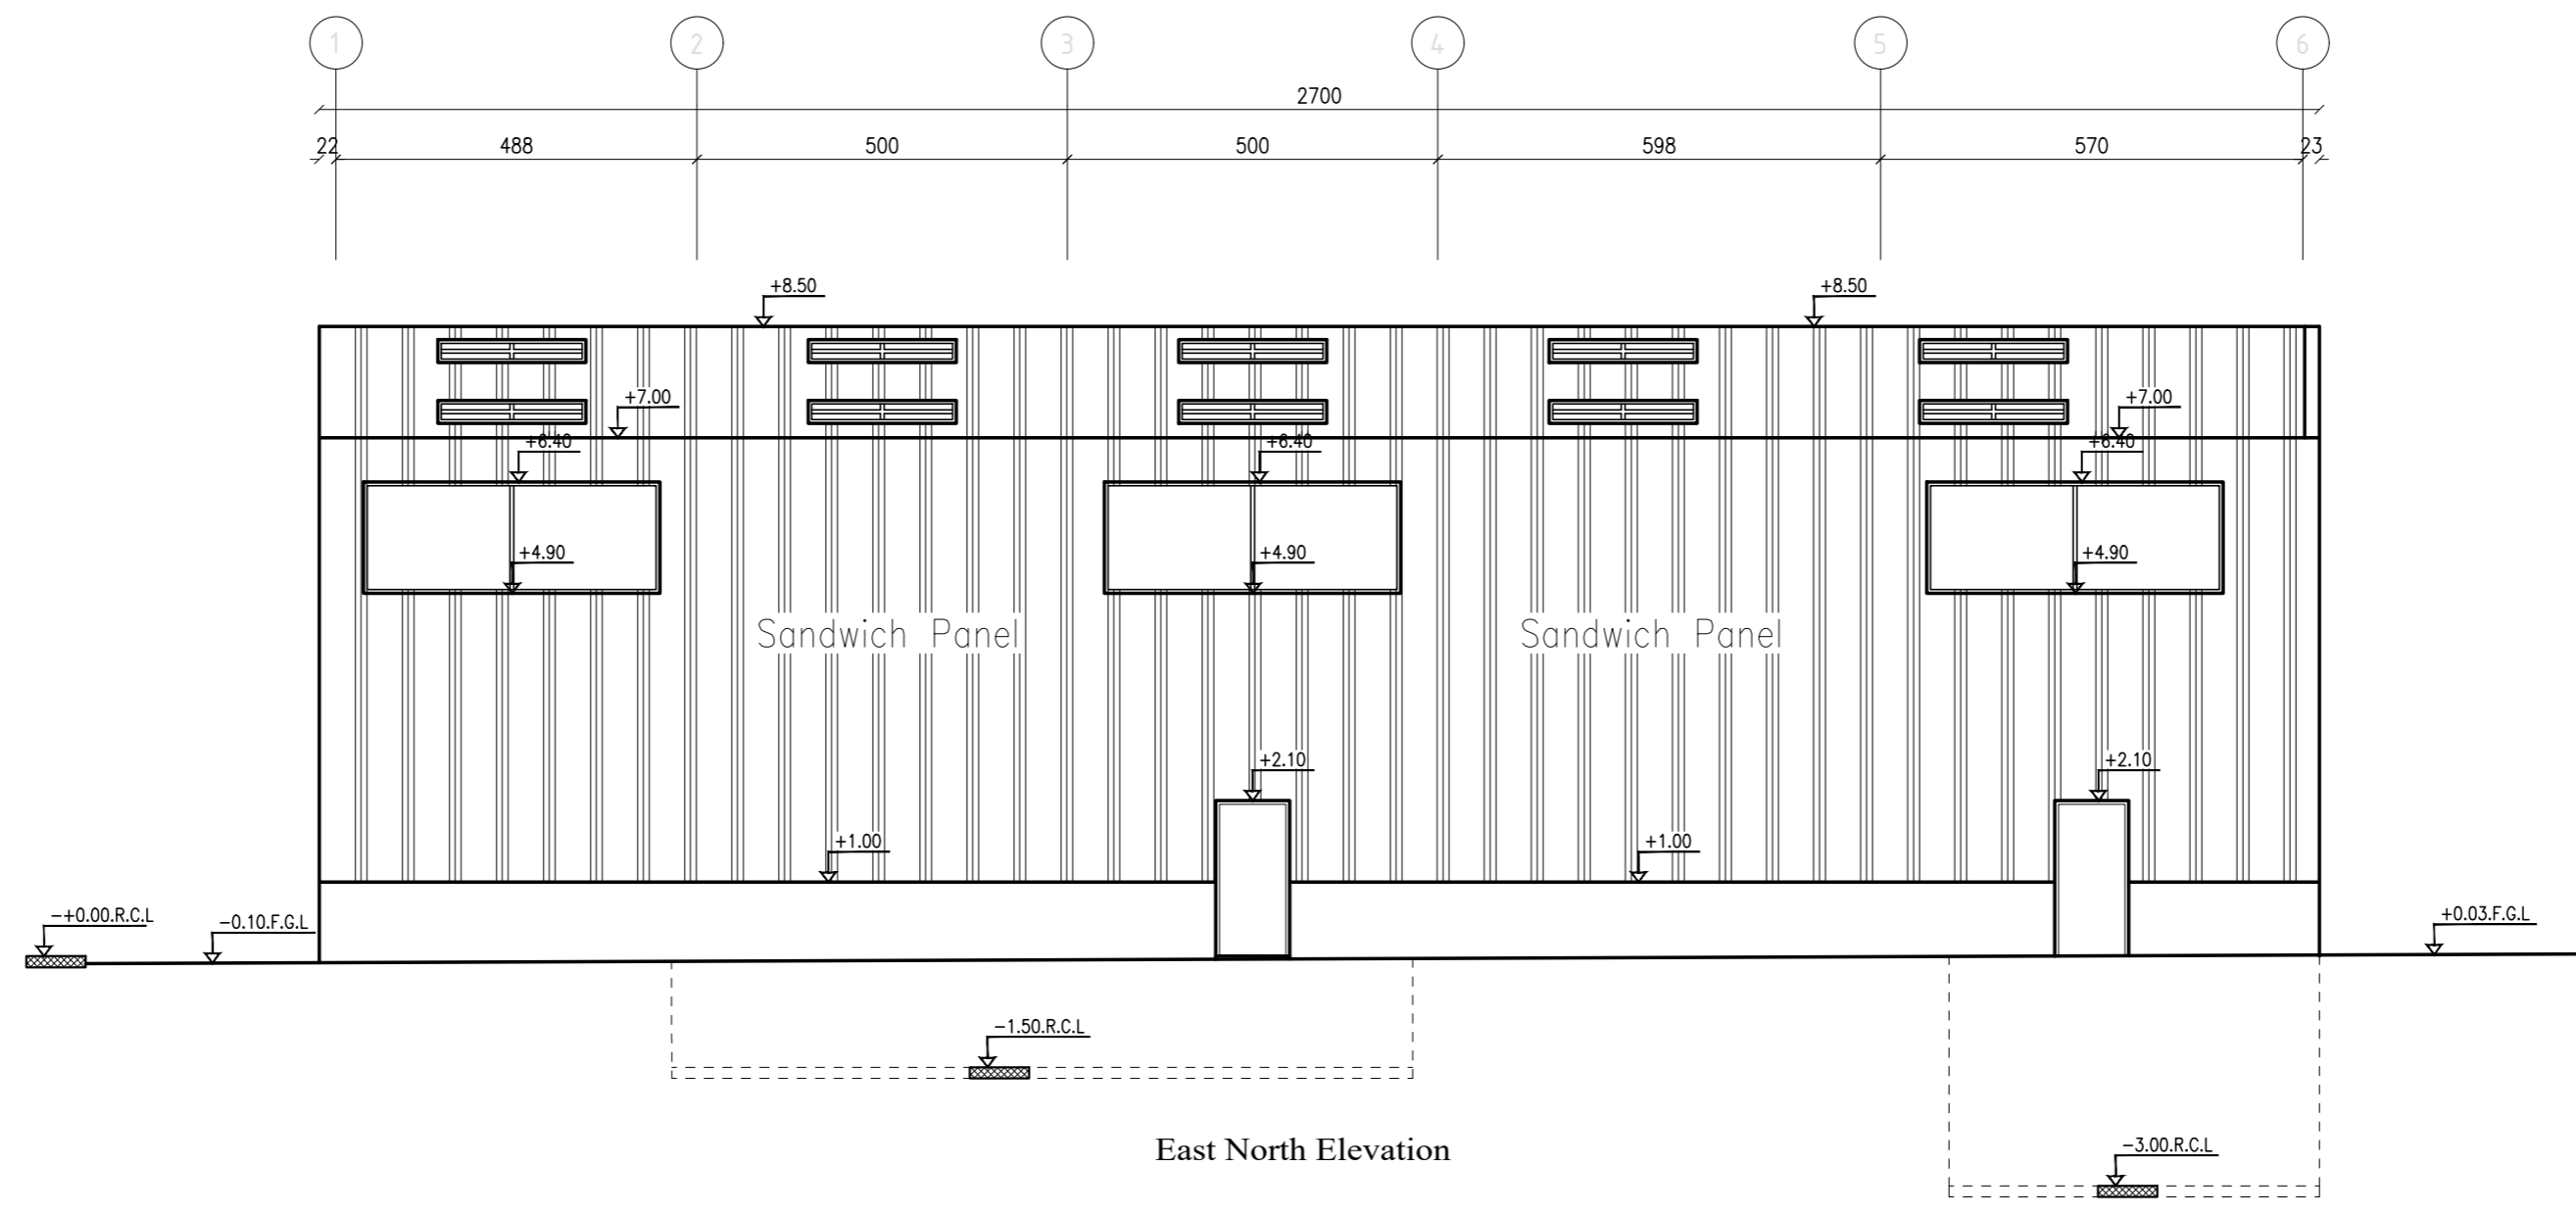 1 2 3 4 5 6
2700
22 488 500 500 598 570 23
+8.50 +8.50
+7.00 +7.00
+6.40 +6.40 +6.40
+4.90 +4.90 +4.90
Sandwich Panel Sandwich Panel
+2.10 +2.10
+1.00 +1.00
-+0.00.R.C.L -0.10.F.G.L +0.03.F.G.L
-1.50.R.C.L
East North Elevation
-3.00.R.C.L